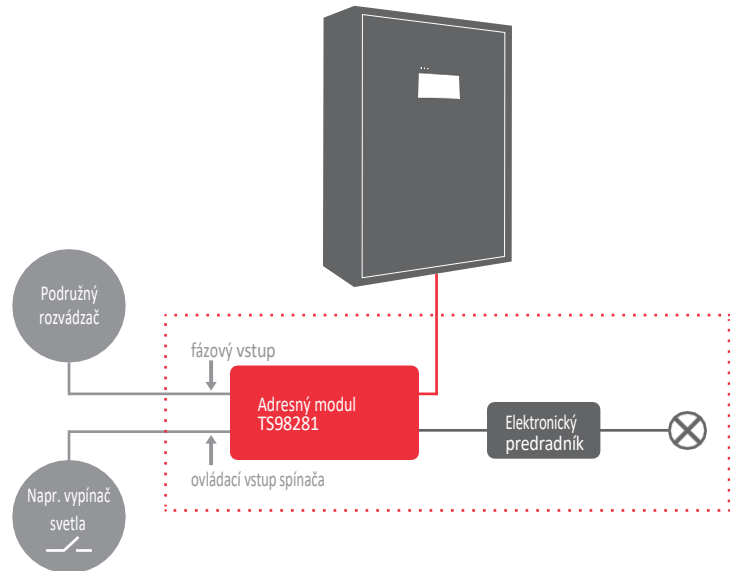 Podružný
rozvádzač
fázový vstup
Adresný modul
TS98281
Elektronický
predradník
ovládací vstup spínača
Napr. vypínač
svetla